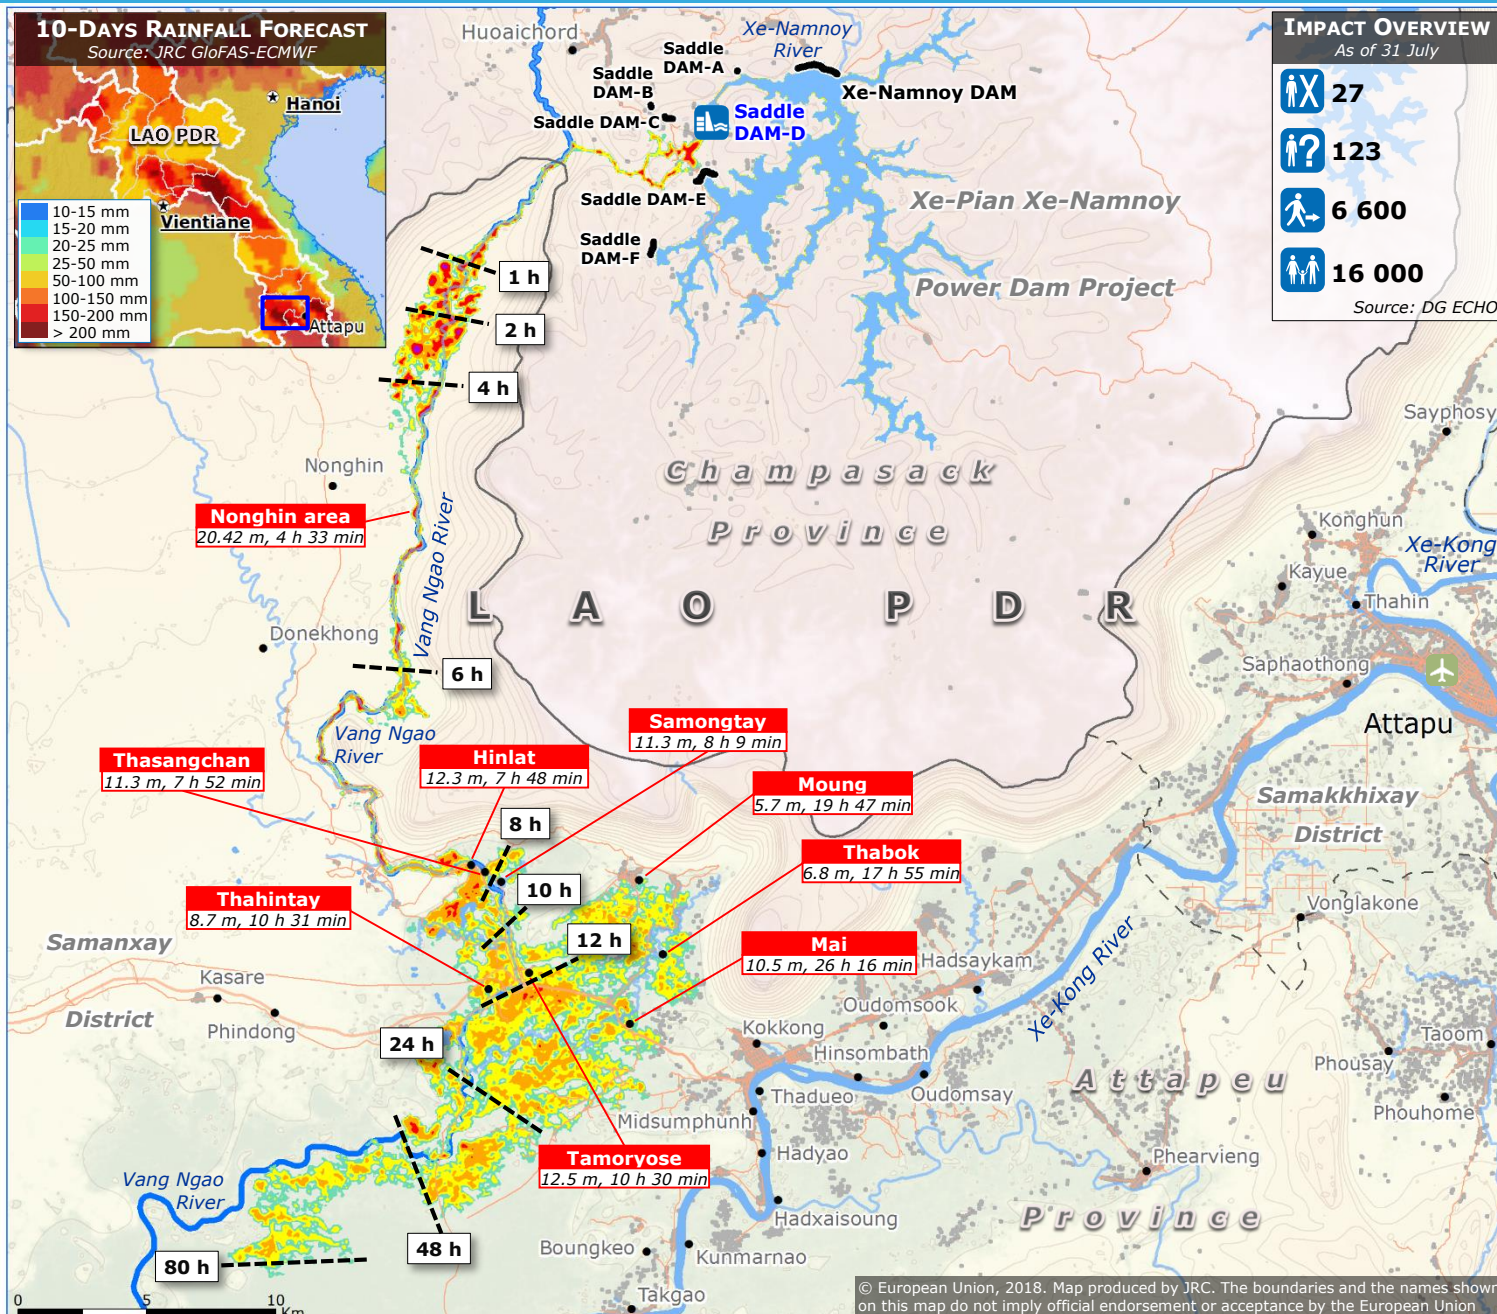 10-DAYS RAINFALL FORECAST
Source: JRC GloFAS-ECMWF
Hanoi
LAO PDR
Vientiane
Attapu
10-15 mm
15-20 mm
20-25 mm
25-50 mm
50-100 mm
100-150 mm
150-200 mm
> 200 mm
IMPACT OVERVIEW
As of 31 July
27
123
6 600
16 000
Source: DG ECHO
Huoaichord
Xe-Namnoy
River
Saddle
DAM-A
Saddle
DAM-B
Saddle DAM-C
Saddle
DAM-D
Xe-Namnoy DAM
Saddle DAM-E
Saddle
DAM-F
Xe-Pian Xe-Namnoy
Power Dam Project
1 h
2 h
4 h
Sayphosy
Champasack
Province
Nonghin
Nonghin area
20.42 m, 4 h 33 min
Vang Ngao River
Konghun
Xe-Kong
River
Kayue
Thahin
LAO PDR
Donekhong
6 h
Saphaothong
Attapu
Vang Ngao
River
Samongtay
11.3 m, 8 h 9 min
Thasangchan
11.3 m, 7 h 52 min
Hinlat
12.3 m, 7 h 48 min
Moung
5.7 m, 19 h 47 min
Samakkhixay
District
8 h
Thabok
6.8 m, 17 h 55 min
10 h
Thahintay
8.7 m, 10 h 31 min
Vonglakone
12 h
Mai
10.5 m, 26 h 16 min
Samanxay
District
Kasare
Phindong
Hadsaykam
Xe-Kong River
Oudomsook
Kokkong
24 h
Hinsombath
Taoom
Phousay
Attapeu
Province
Thadueo
Oudomsay
Phouhome
Midsumphunh
Hadyao
Tamoryose
12.5 m, 10 h 30 min
Phearvieng
Vang Ngao
River
Hadxaisoung
48 h
Boungkeo
Kunmarnao
80 h
Takgao
0 5 10
Km
© European Union, 2018. Map produced by JRC. The boundaries and the names shown
on this map do not imply official endorsement or acceptance by the European Union